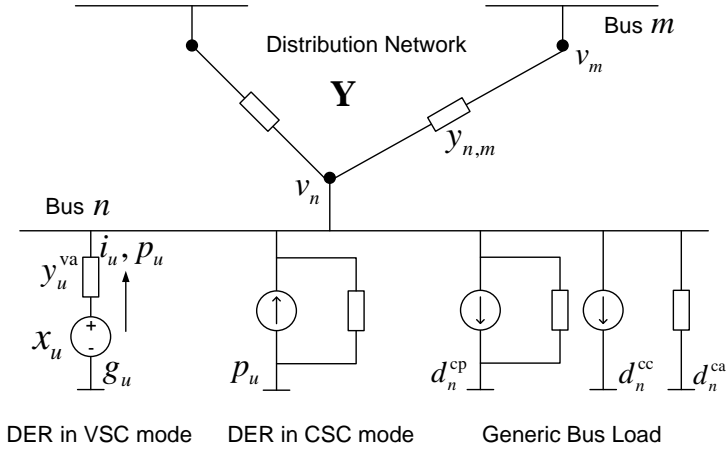 Bus m
Distribution Network
v_m
Y
y_{n,m}
v_n
Bus n
i_u, p_u
y_u^{va}
+
-
x_u
g_u
p_u
d_n^{cp}
d_n^{cc}
d_n^{ca}
DER in VSC mode
DER in CSC mode
Generic Bus Load